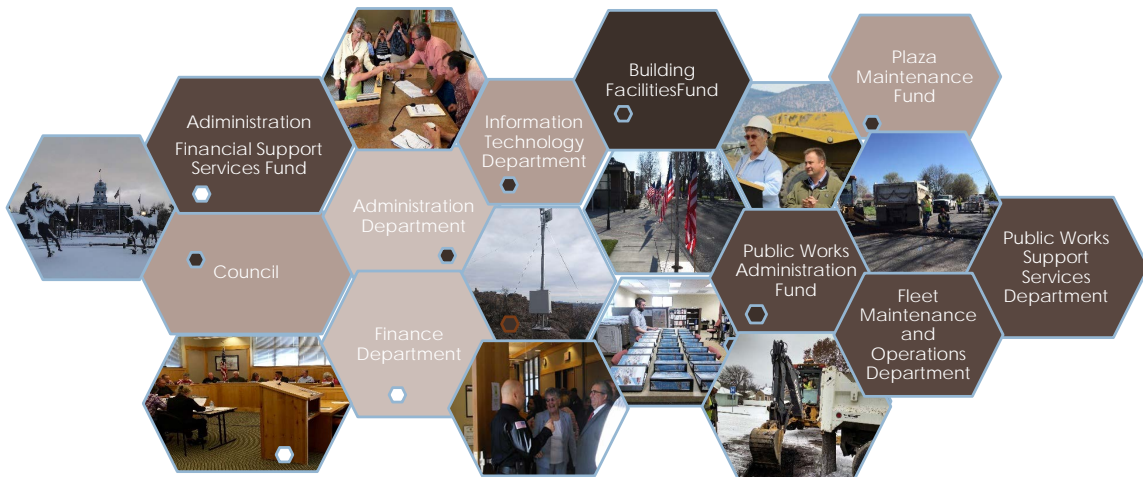 Adiministration
Financial Support
Services Fund
Council
Administration
Department
Finance
Department
Information
Technology
Department
Building
FacilitiesFund
Public Works
Administration
Fund
Plaza
Maintenance
Fund
Fleet
Maintenance
and
Operations
Department
Public Works
Support
Services
Department